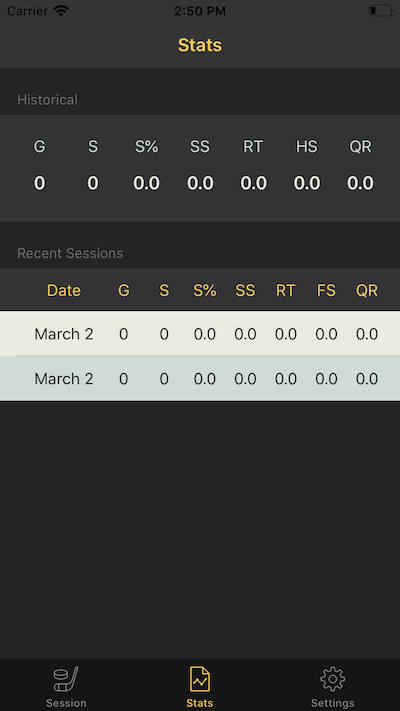 Carrier 2:50 PM
Stats
Historical
G S S% SS RT HS QR
0 0 0.0 0.0 0.0 0.0 0.0
Recent Sessions
Date G S S% SS RT FS QR
March 2 0 0 0.0 0.0 0.0 0.0 0.0
March 2 0 0 0.0 0.0 0.0 0.0 0.0
Session Stats Settings